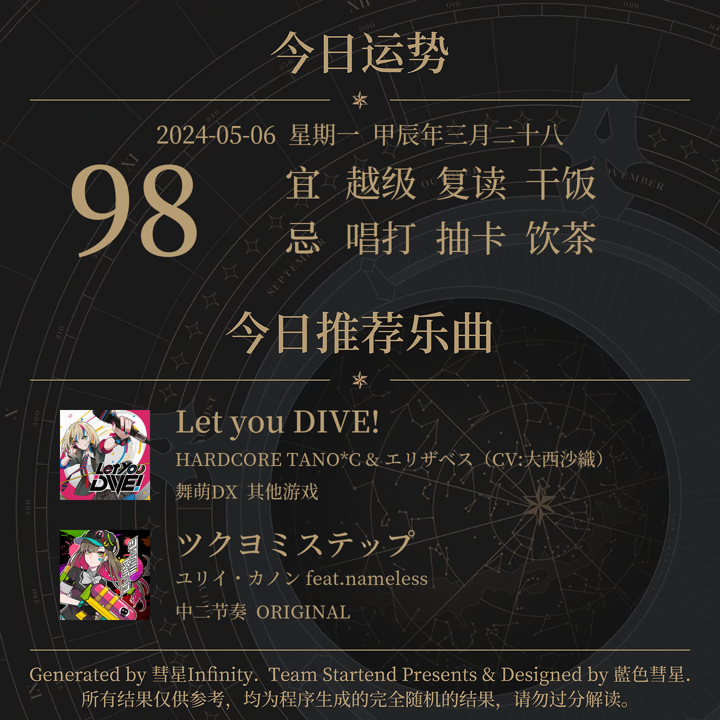 今日运势
2024-05-06 星期一 甲辰年三月二十八
98
宜 越级 复读 干饭
忌 唱打 抽卡 饮茶
SEPTEMBER
今日推荐乐曲
Let you DIVE!
HARDCORE TANO*C & エリザベス（CV:大西沙織）
舞萌DX 其他游戏
Let you DIVE!
ツクヨミステップ
ユリイ・カノン feat.nameless
中二节奏 ORIGINAL
Generated by 彗星Infinity. Team Startend Presents & Designed by 藍色彗星.
所有结果仅供参考，均为程序生成的完全随机的结果，请勿过分解读。